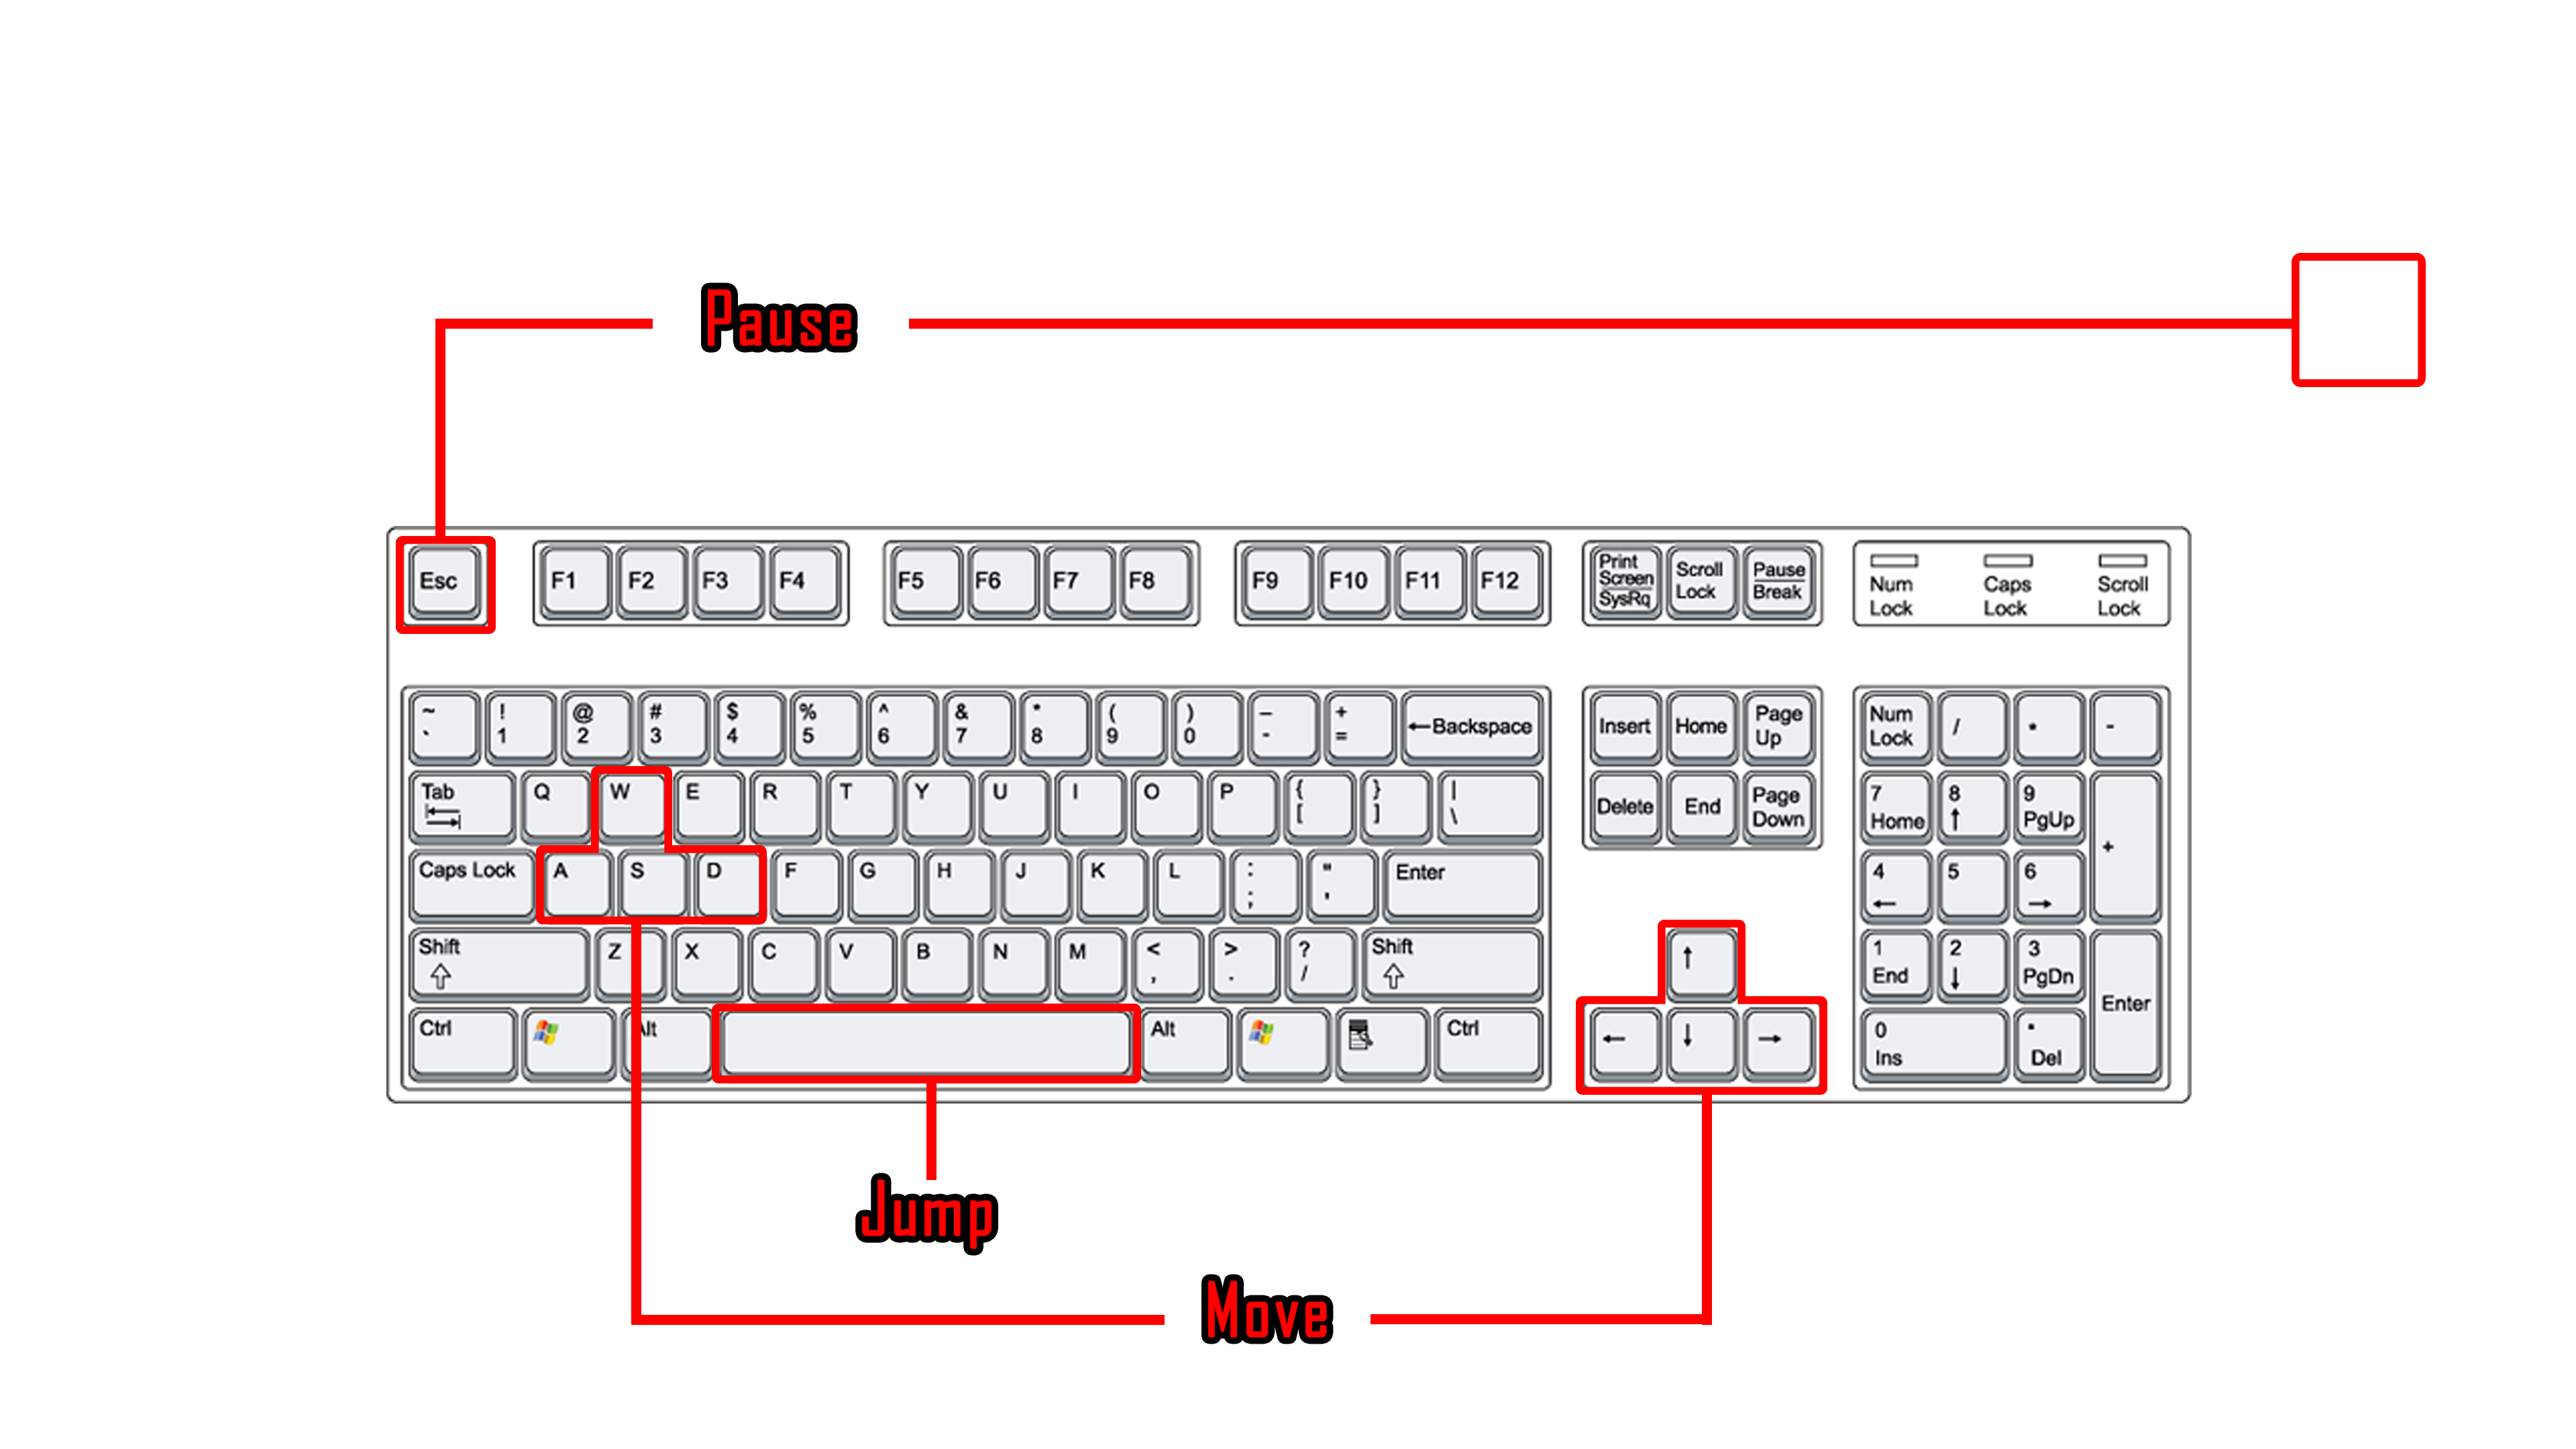 Pause
Esc F1 F2 F3 F4 F5 F6 F7 F8 F9 F10 F11 F12 Print Screen SysRq Scroll Lock Pause Break Num Lock Caps Lock Scroll Lock
~ ` ! 1 @ 2 # 3 $ 4 % 5 ^ 6 & 7 * 8 ( 9 ) 0 – - + = ←Backspace Insert Home Page Up Num Lock / * -
Tab Q W E R T Y U I O P { [ } ] | \ Delete End Page Down 7 Home 8 ↑ 9 PgUp +
Caps Lock A S D F G H J K L : ; " ' Enter 4 ← 5 6 →
Shift Z X C V B N M < , > . ? / Shift ↑ 1 End 2 ↓ 3 PgDn Enter
Ctrl Alt Alt Ctrl ← ↓ → 0 Ins . Del
Jump
Move